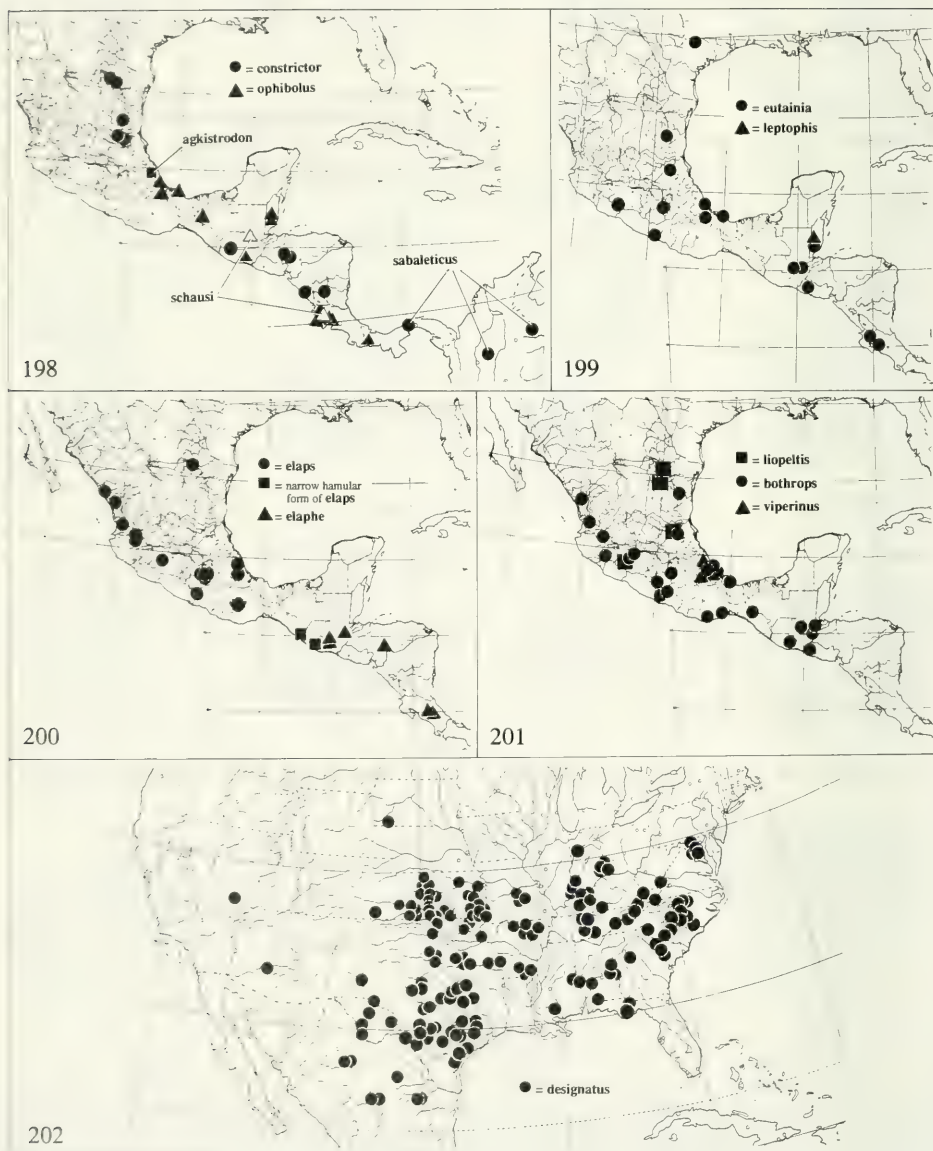 ● = constrictor
▲ = ophibolus
agkistrodon
sabaleticus
schausi
198
● = eutainia
▲ = leptophis
199
● = elaps
■ = narrow hamular
form of elaps
▲ = elaphe
200
■ = liopeltis
● = bothrops
▲ = viperinus
201
● = designatus
202